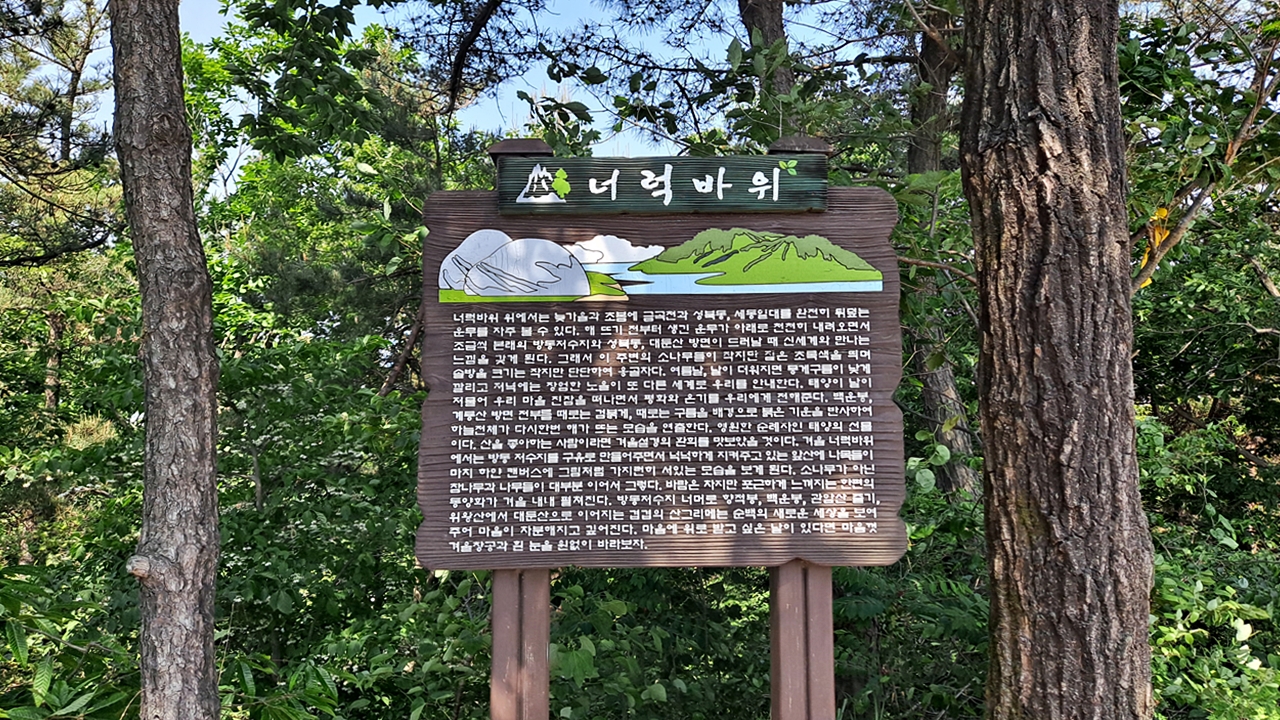 너럭바위
너럭바위 위에서는 늦가을과 초봄에 금곡천과 성북동, 세동일대를 완전히 뒤덮는
운무를 자주 볼 수 있다. 해 뜨기 전부터 생긴 운무가 아래로 천천히 내려오면서
조금씩 본래의 방동저수지와 성북동, 대둔산 방면이 드러날 때 신세계와 만나는
느낌을 갖게 된다. 그래서 이 주변의 소나무들이 작지만 짙은 초록색을 띄며
솔방울 크기는 작지만 단단하여 옹골차다. 여름날, 날이 더워지면 뭉게구름이 낮게
깔리고 저녁에는 장엄한 노을이 또 다른 세계로 우리를 안내한다. 태양이 낮이
저물어 우리 마을 진잠을 떠나면서 평화와 온기를 우리에게 전해준다. 백운봉,
계룡산 방면 전부를 때로는 검붉게, 때로는 구름을 배경으로 붉은 기운을 반사하여
하늘전체가 다시한번 해가 뜨는 모습을 연출한다. 영원한 순례자인 태양의 선물
이다. 산을 좋아하는 사람이라면 겨울설경의 환희를 맛보았을 것이다. 겨울 너럭바위
에서는 방동 저수지를 구유로 만들어주면서 넉넉하게 지켜주고 있는 앞산에 나목들이
마치 하얀 캔버스에 그림처럼 가지런히 서있는 모습을 보게 된다. 소나무가 아닌
참나무과 나무들이 대부분 이어서 그렇다. 바람은 차지만 포근하게 느껴지는 한편의
동양화가 겨울 내내 펼쳐진다. 방동저수지 너머로 향적봉, 백운봉, 관암산 줄기,
위왕산에서 대둔산으로 이어지는 겹겹의 산그리메는 순백의 새로운 세상을 보여
주어 마음이 차분해지고 깊어진다. 마음에 위로 받고 싶은 날이 있다면 마음껏
겨울창공과 흰 눈을 원없이 바라보자.